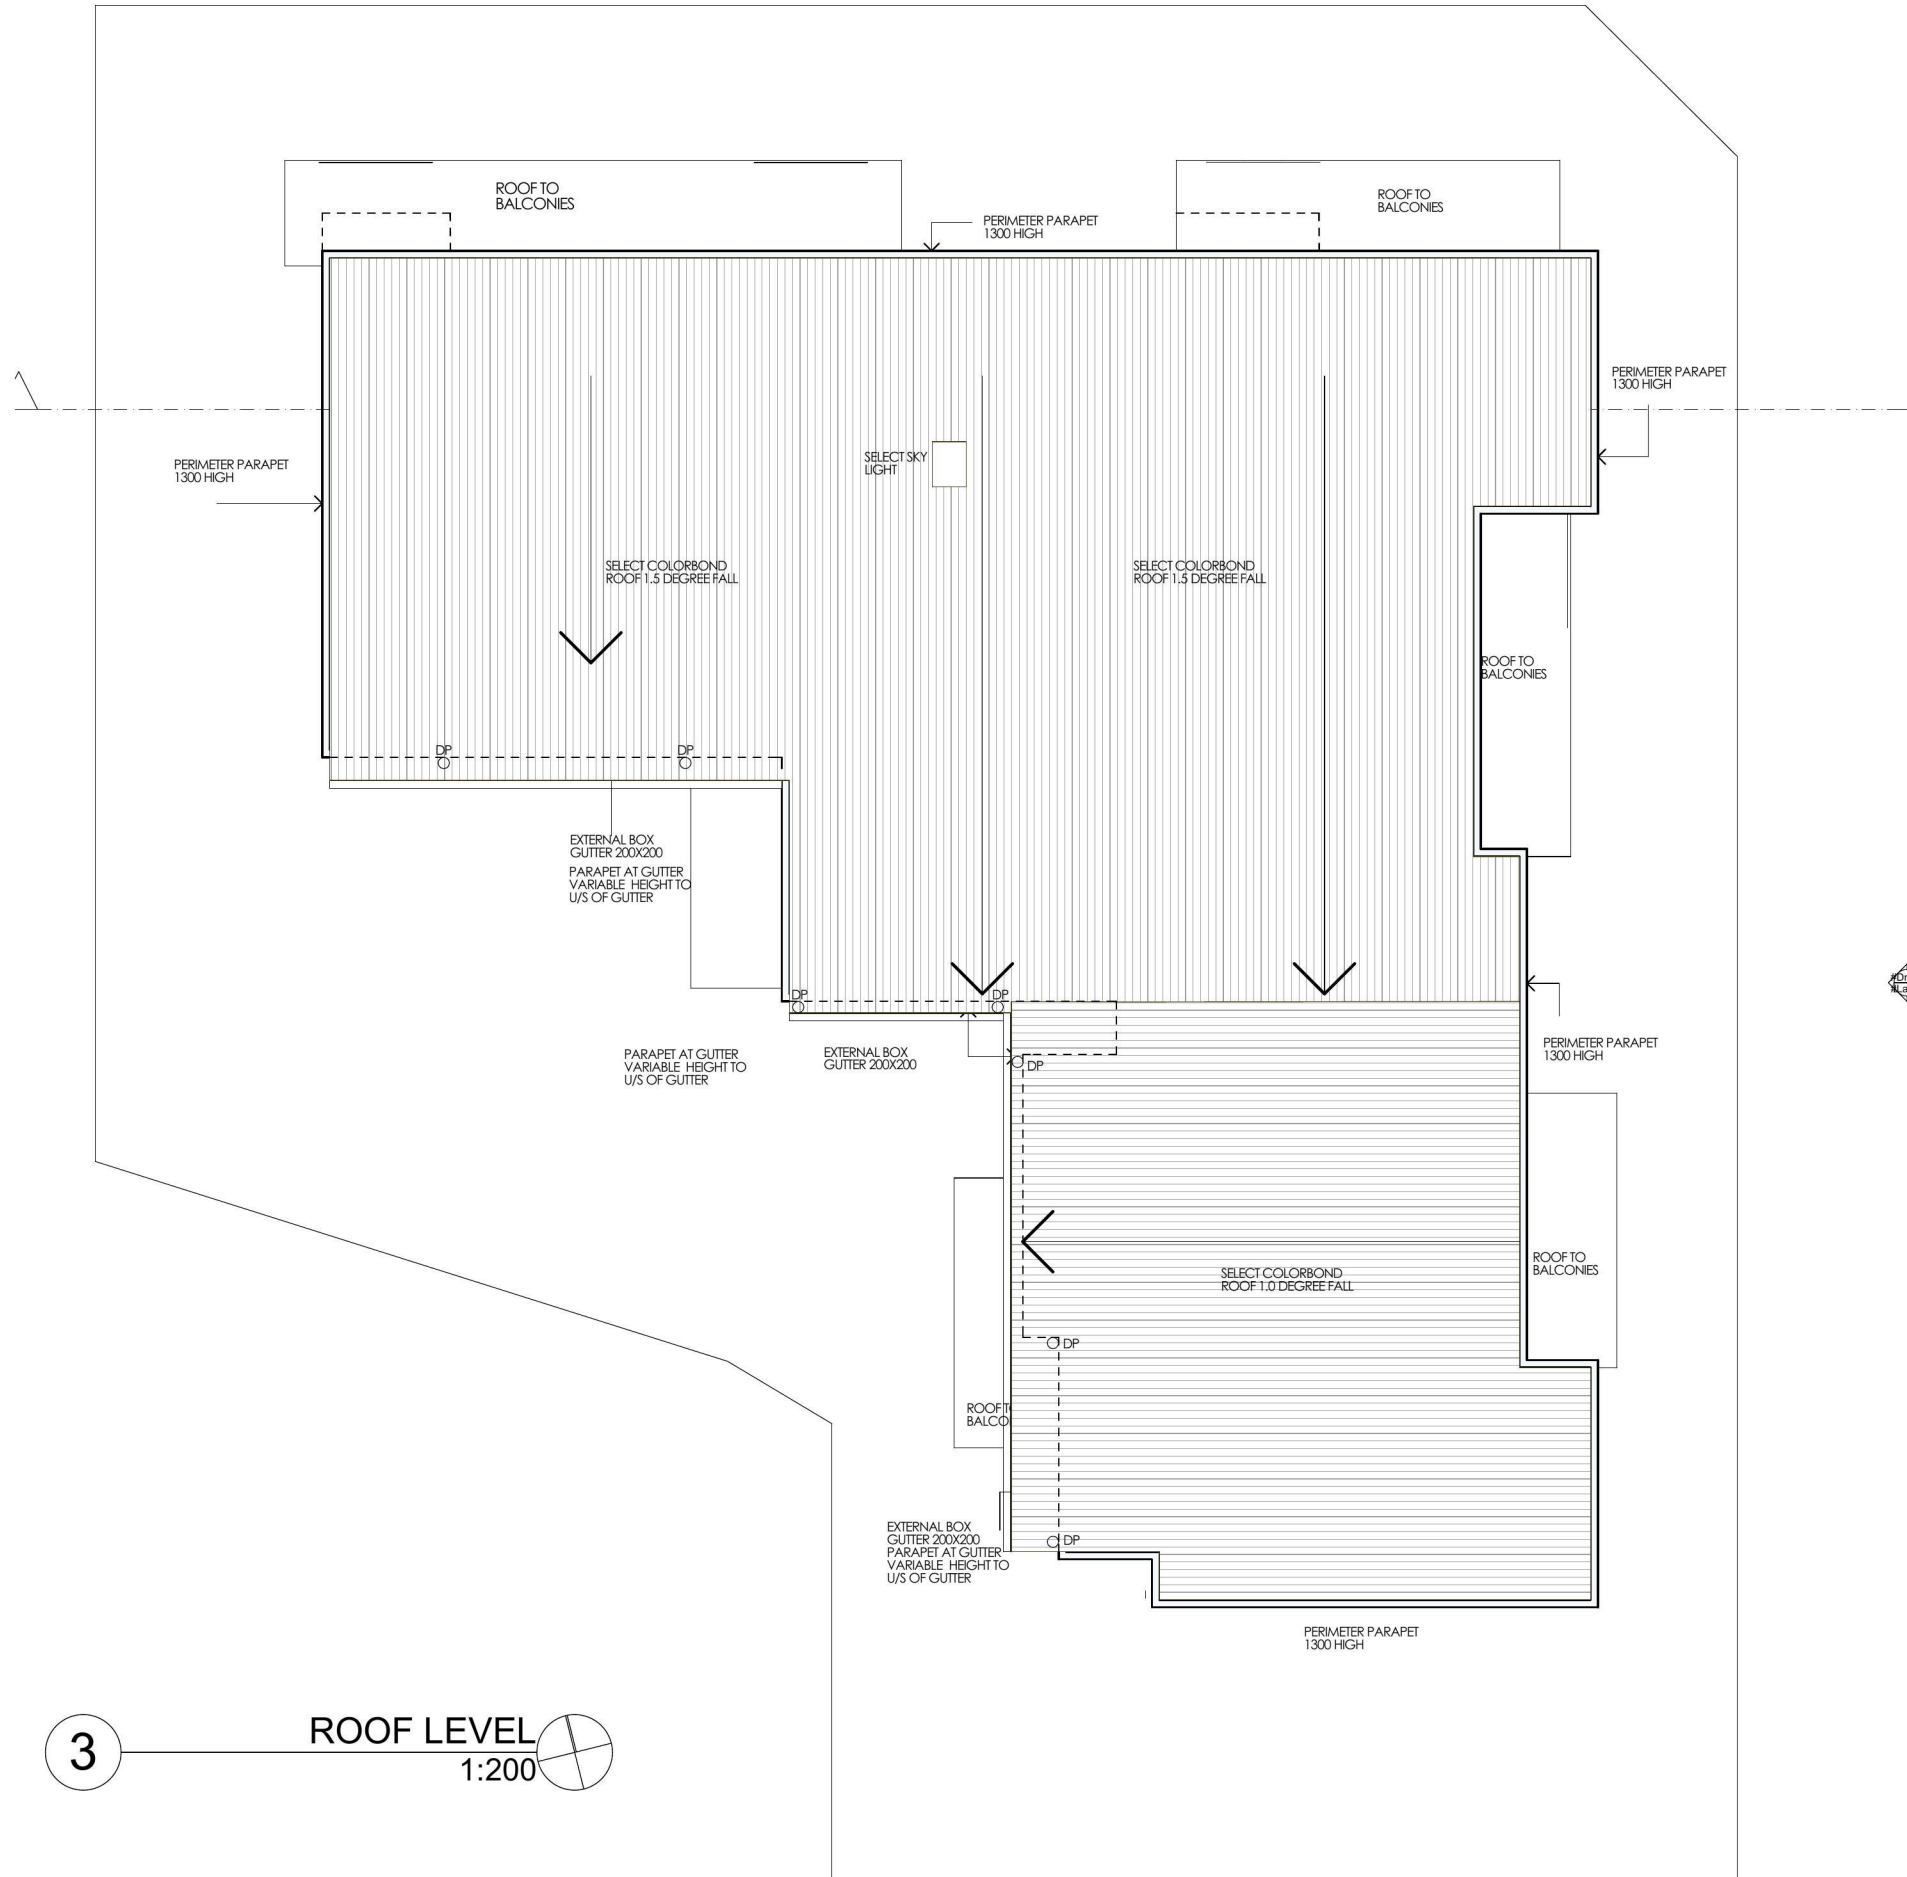 ROOF TO
BALCONIES
ROOF TO
BALCONIES
PERIMETER PARAPET
1300 HIGH
PERIMETER PARAPET
1300 HIGH
PERIMETER PARAPET
1300 HIGH
SELECT SKY
LIGHT
SELECT COLORBOND
ROOF 1.5 DEGREE FALL
SELECT COLORBOND
ROOF 1.5 DEGREE FALL
ROOF TO
BALCONIES
DP
DP
EXTERNAL BOX
GUTTER 200X200
PARAPET AT GUTTER
VARIABLE HEIGHT TO
U/S OF GUTTER
DP
DP
PARAPET AT GUTTER
VARIABLE HEIGHT TO
U/S OF GUTTER
EXTERNAL BOX
GUTTER 200X200
DP
PERIMETER PARAPET
1300 HIGH
ROOF TO
BALCONIES
SELECT COLORBOND
ROOF 1.0 DEGREE FALL
DP
ROOF T
BALCO
EXTERNAL BOX
GUTTER 200X200
PARAPET AT GUTTER
VARIABLE HEIGHT TO
U/S OF GUTTER
DP
PERIMETER PARAPET
1300 HIGH
3
ROOF LEVEL
1:200